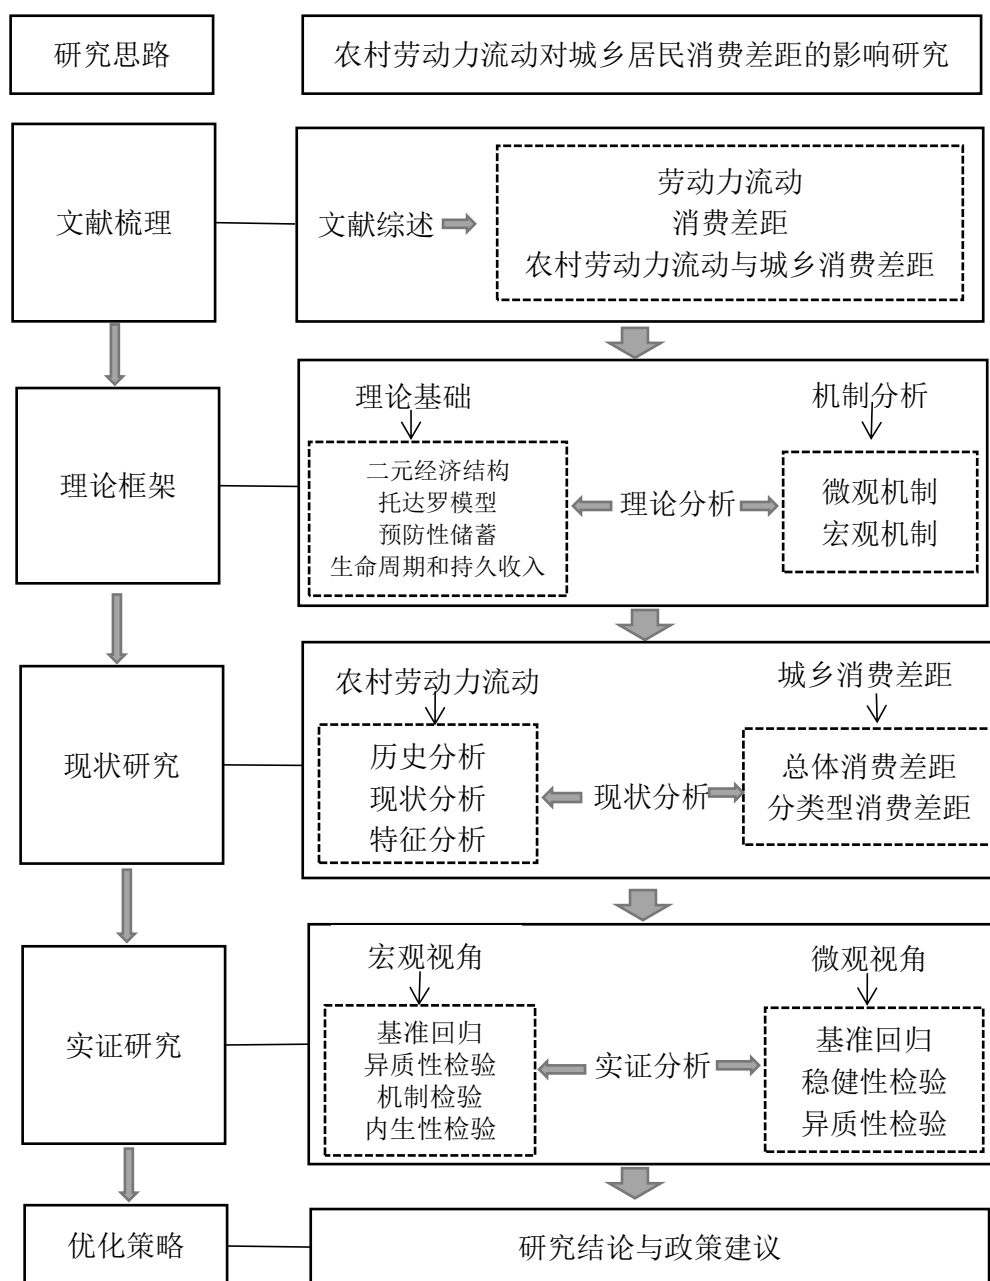 研究思路
农村劳动力流动对城乡居民消费差距的影响研究
文献梳理
文献综述
劳动力流动
消费差距
农村劳动力流动与城乡消费差距
理论框架
理论基础
二元经济结构
托达罗模型
预防性储蓄
生命周期和持久收入
理论分析
机制分析
微观机制
宏观机制
现状研究
农村劳动力流动
历史分析
现状分析
特征分析
现状分析
城乡消费差距
总体消费差距
分类型消费差距
实证研究
宏观视角
基准回归
异质性检验
机制检验
内生性检验
实证分析
微观视角
基准回归
稳健性检验
异质性检验
优化策略
研究结论与政策建议